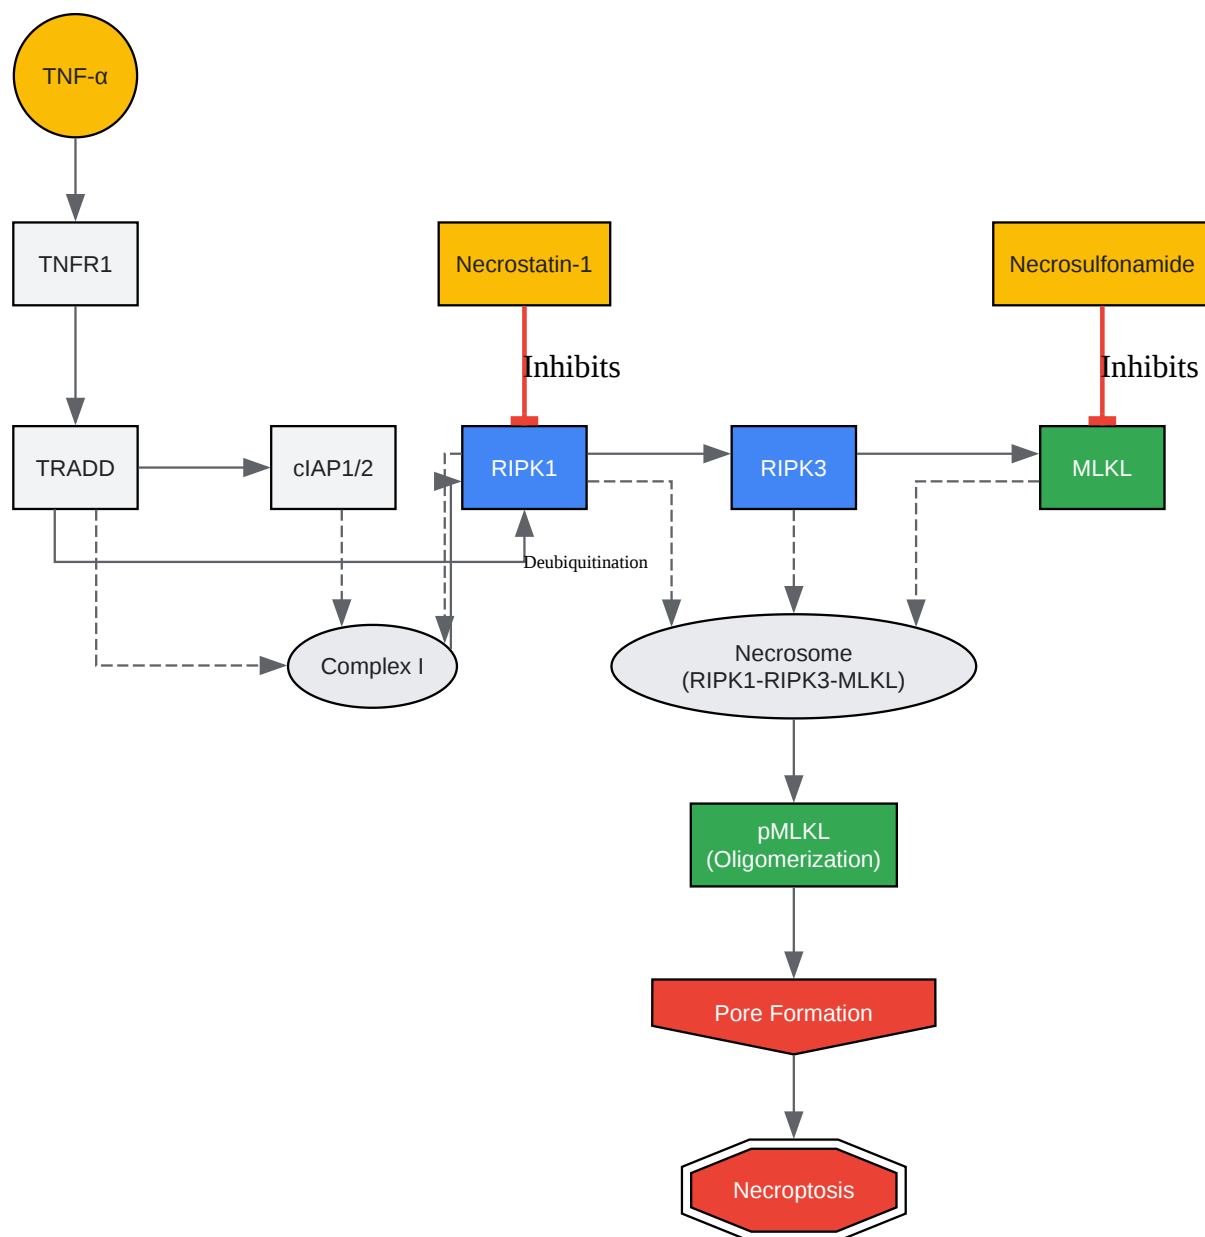 TNF-α
TNFR1
Necrostatin-1
Necrosulfonamide
Inhibits
Inhibits
TRADD
cIAP1/2
RIPK1
RIPK3
MLKL
Deubiquitination
Complex I
Necrosome
(RIPK1-RIPK3-MLKL)
pMLKL
(Oligomerization)
Pore Formation
Necroptosis